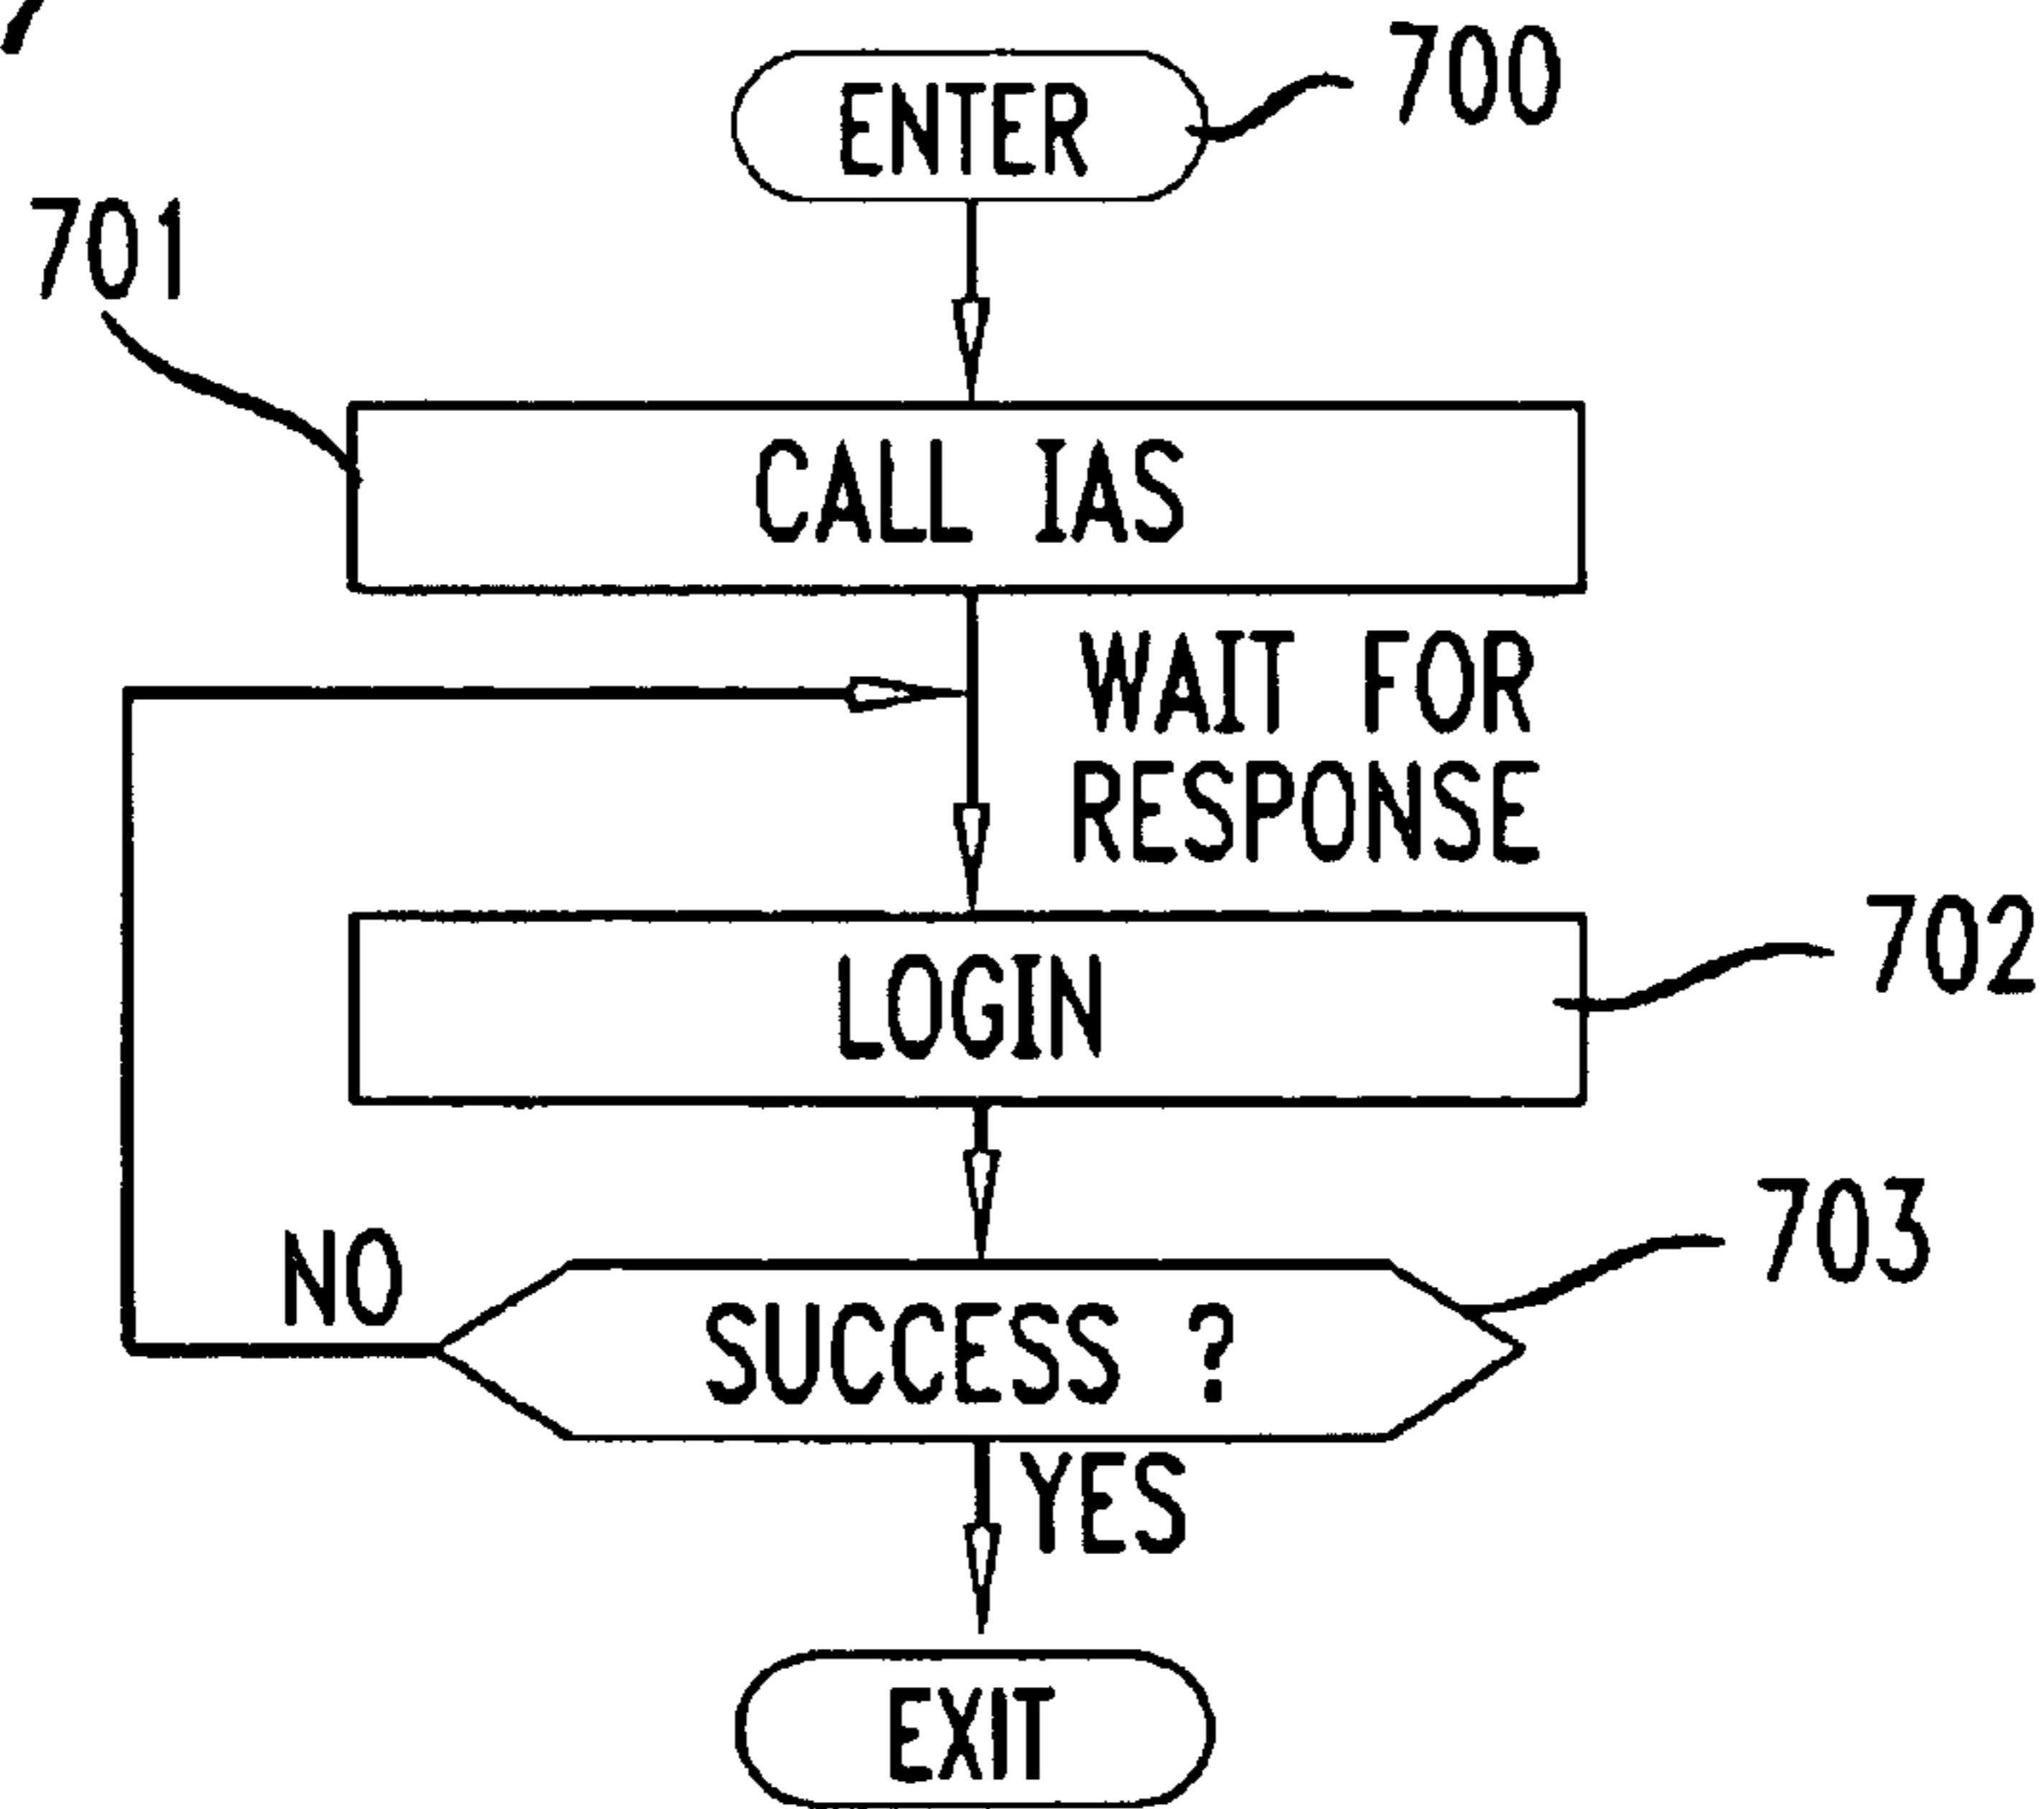 700
ENTER
701
CALL IAS
WAIT FOR
RESPONSE
702
LOGIN
703
NO
SUCCESS ?
YES
EXIT